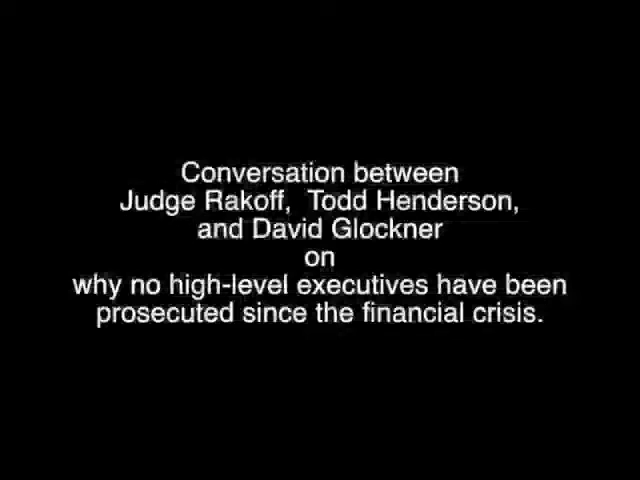 Conversation between
Judge Rakoff,  Todd Henderson,
and David Glockner
on
why no high-level executives have been
prosecuted since the financial crisis.